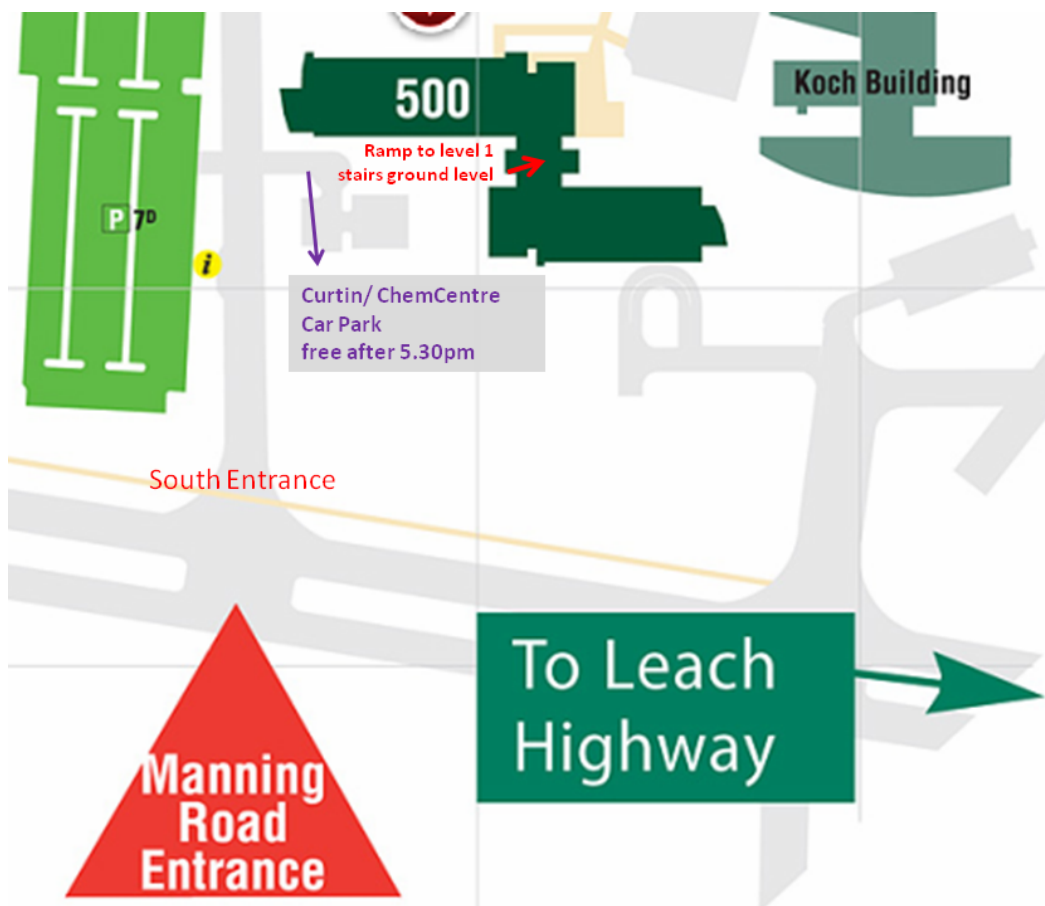 500
Koch Building
Ramp to level 1
stairs ground level
P 7D
i
Curtin/ ChemCentre
Car Park
free after 5.30pm
South Entrance
To Leach
Highway
Manning
Road
Entrance